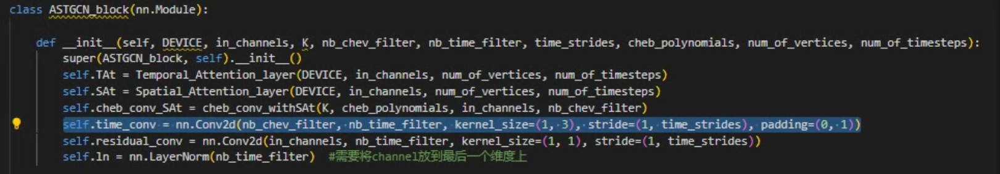 class ASTGCN_block(nn.Module):
def __init__(self, DEVICE, in_channels, K, nb_chev_filter, nb_time_filter, time_strides, cheb_polynomials, num_of_vertices, num_of_timesteps):
super(ASTGCN_block, self).__init__()
self.TAt = Temporal_Attention_layer(DEVICE, in_channels, num_of_vertices, num_of_timesteps)
self.SAt = Spatial_Attention_layer(DEVICE, in_channels, num_of_vertices, num_of_timesteps)
self.cheb_conv_SAt = cheb_conv_withSAt(K, cheb_polynomials, in_channels, nb_chev_filter)
self.time_conv = nn.Conv2d(nb_chev_filter, nb_time_filter, kernel_size=(1, 3), stride=(1, time_strides), padding=(0, 1))
self.residual_conv = nn.Conv2d(in_channels, nb_time_filter, kernel_size=(1, 1), stride=(1, time_strides))
self.ln = nn.LayerNorm(nb_time_filter)  #需要将channel放到最后一个维度上